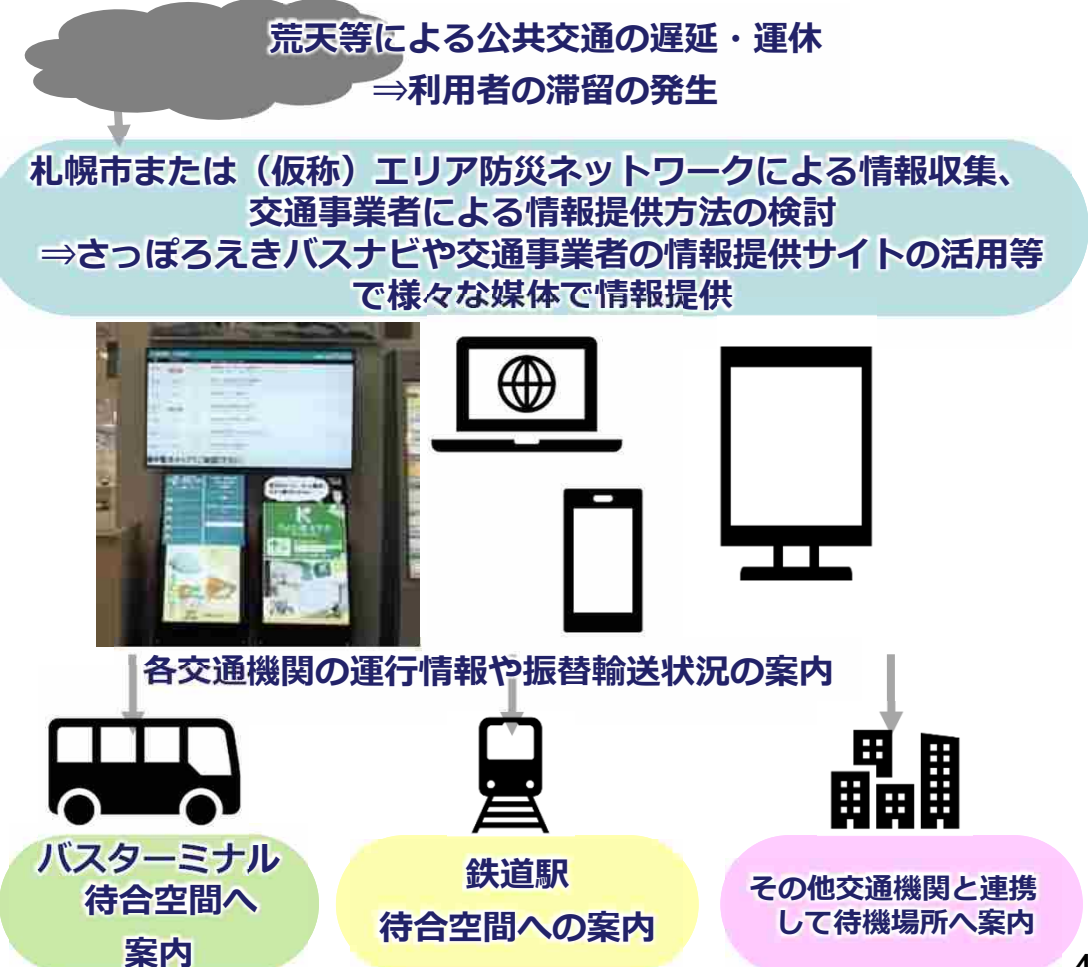 荒天等による公共交通の遅延・運休
⇒利用者の滞留の発生
札幌市または（仮称）エリア防災ネットワークによる情報収集、
交通事業者による情報提供方法の検討
⇒さっぽろえきバスナビや交通事業者の情報提供サイトの活用等
で様々な媒体で情報提供
各交通機関の運行情報や振替輸送状況の案内
バスターミナル
待合空間へ
案内
鉄道駅
待合空間への案内
その他交通機関と連携
して待機場所へ案内